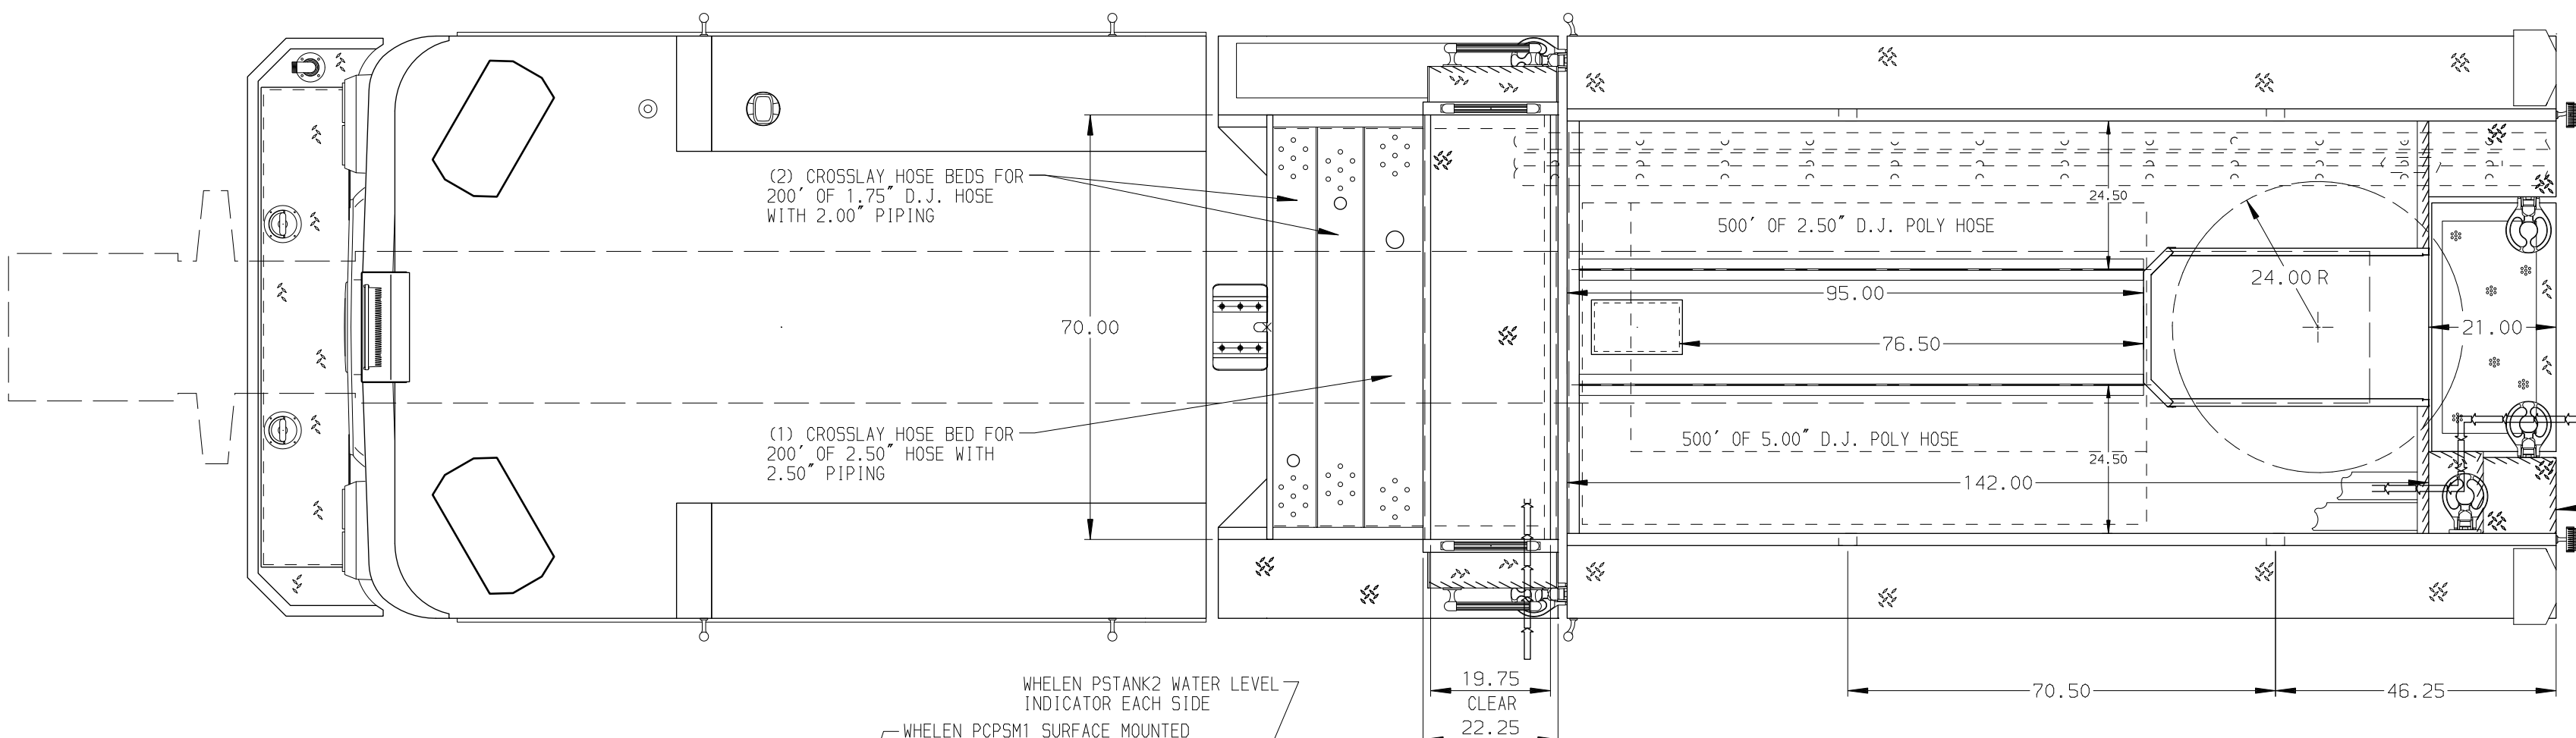 (2) CROSSLAY HOSE BEDS FOR
200' OF 1.75" D.J. HOSE
WITH 2.00" PIPING
70.00
(1) CROSSLAY HOSE BED FOR
200' OF 2.50" HOSE WITH
2.50" PIPING
24.50
500' OF 2.50" D.J. POLY HOSE
24.00 R
95.00
21.00
76.50
500' OF 5.00" D.J. POLY HOSE
24.50
142.00
WHELEN PSTANK2 WATER LEVEL
INDICATOR EACH SIDE
WHELEN PCPSM1 SURFACE MOUNTED
19.75
CLEAR
22.25
70.50
46.25